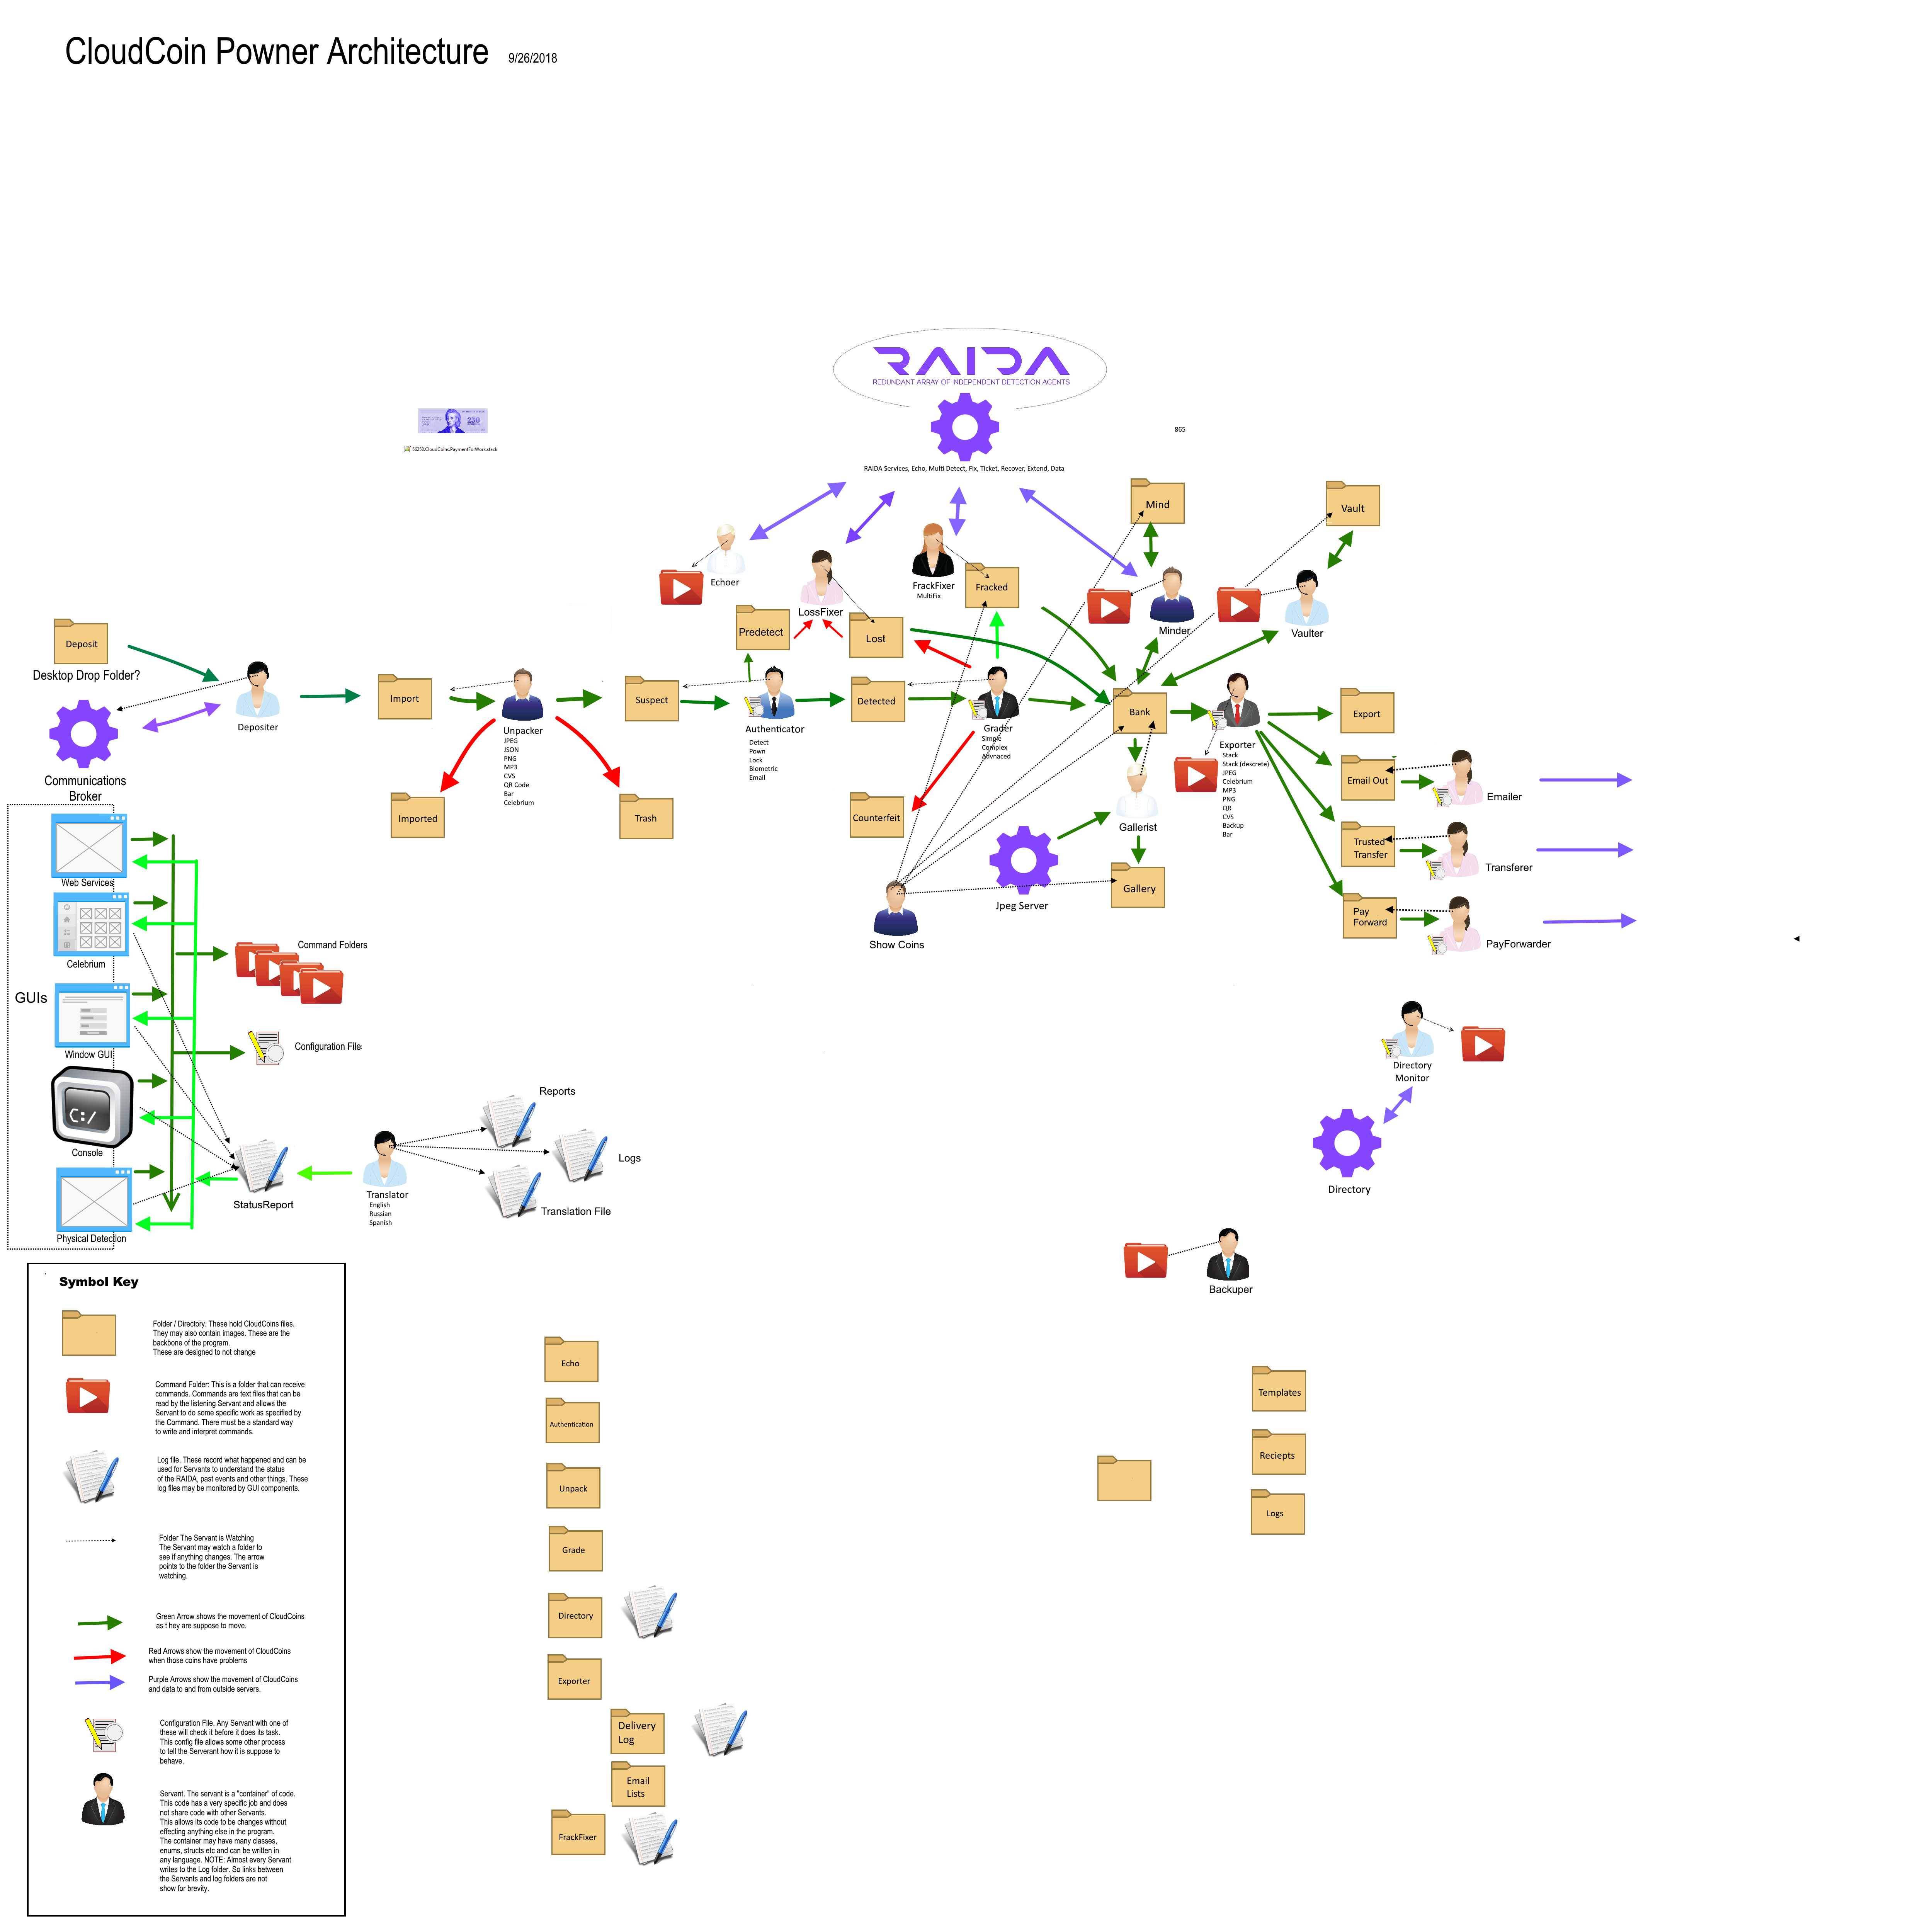 CloudCoin Powner Architecture 9/26/2018
RAIDA
REDUNDANT ARRAY OF INDEPENDENT DETECTION AGENTS
250
56250.CloudCoins.PaymentForWork.stack
865
RAIDA Services, Echo, Multi Detect, Fix, Ticket, Recover, Extend, Data
Mind
Vault
Echoer
FrackFixer
MultiFix
Fracked
LossFixer
Predetect
Lost
Minder
Vaulter
Deposit
Desktop Drop Folder?
Depositer
Communications
Broker
Import
Unpacker
JPEG
JSON
PNG
MP3
CVS
QR Code
Bar
Celebrium
Imported
Trash
Suspect
Authenticator
Detect
Pown
Lock
Biometric
Email
Detected
Grader
Simple
Complex
Advnaced
Counterfeit
Bank
Exporter
Stack
Stack (descrete)
JPEG
Celebrium
MP3
PNG
QR
CVS
Backup
Bar
Export
Email Out
Emailer
Trusted
Transfer
Transferer
Pay
Forward
PayForwarder
Gallerist
Jpeg Server
Gallery
Show Coins
GUIs
Web Services
Celebrium
Window GUI
C:/
Console
Physical Detection
Command Folders
Configuration File
StatusReport
Translator
English
Russian
Spanish
Reports
Logs
Translation File
Directory
Monitor
Directory
Backuper
Symbol Key
Folder / Directory. These hold CloudCoins files.
They may also contain images. These are the
backbone of the program.
These are designed to not change
Command Folder: This is a folder that can receive
commands. Commands are text files that can be
read by the listening Servant and allows the
Servant to do some specific work as specified by
the Command. There must be a standard way
to write and interpret commands.
Log file. These record what happened and can be
used for Servants to understand the status
of the RAIDA, past events and other things. These
log files may be monitored by GUI components.
Folder The Servant is Watching
The Servant may watch a folder to
see if anything changes. The arrow
points to the folder the Servant is
watching.
Green Arrow shows the movement of CloudCoins
as t hey are suppose to move.
Red Arrows show the movement of CloudCoins
when those coins have problems
Purple Arrows show the movement of CloudCoins
and data to and from outside servers.
Configuration File. Any Servant with one of
these will check it before it does its task.
This config file allows some other process
to tell the Serverant how it is suppose to
behave.
Servant. The servant is a "container" of code.
This code has a very specific job and does
not share code with other Servants.
This allows its code to be changes without
effecting anything else in the program.
The container may have many classes,
enums, structs etc and can be written in
any language. NOTE: Almost every Servant
writes to the Log folder. So links between
the Servants and log folders are not
show for brevity.
Echo
Authentication
Unpack
Grade
Directory
Exporter
Delivery
Log
Email
Lists
FrackFixer
Templates
Reciepts
Logs